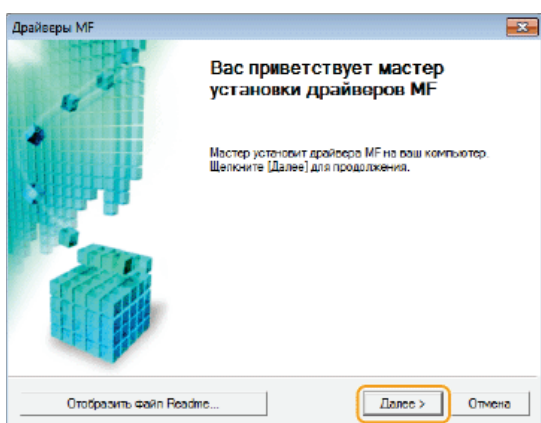 Драйверы MF
Вас приветствует мастер
установки драйверов MF
Мастер установит драйвера MF на ваш компьютер.
Щелкните [Далее] для продолжения.
Отобразить файл Readme...
Далее >
Отмена